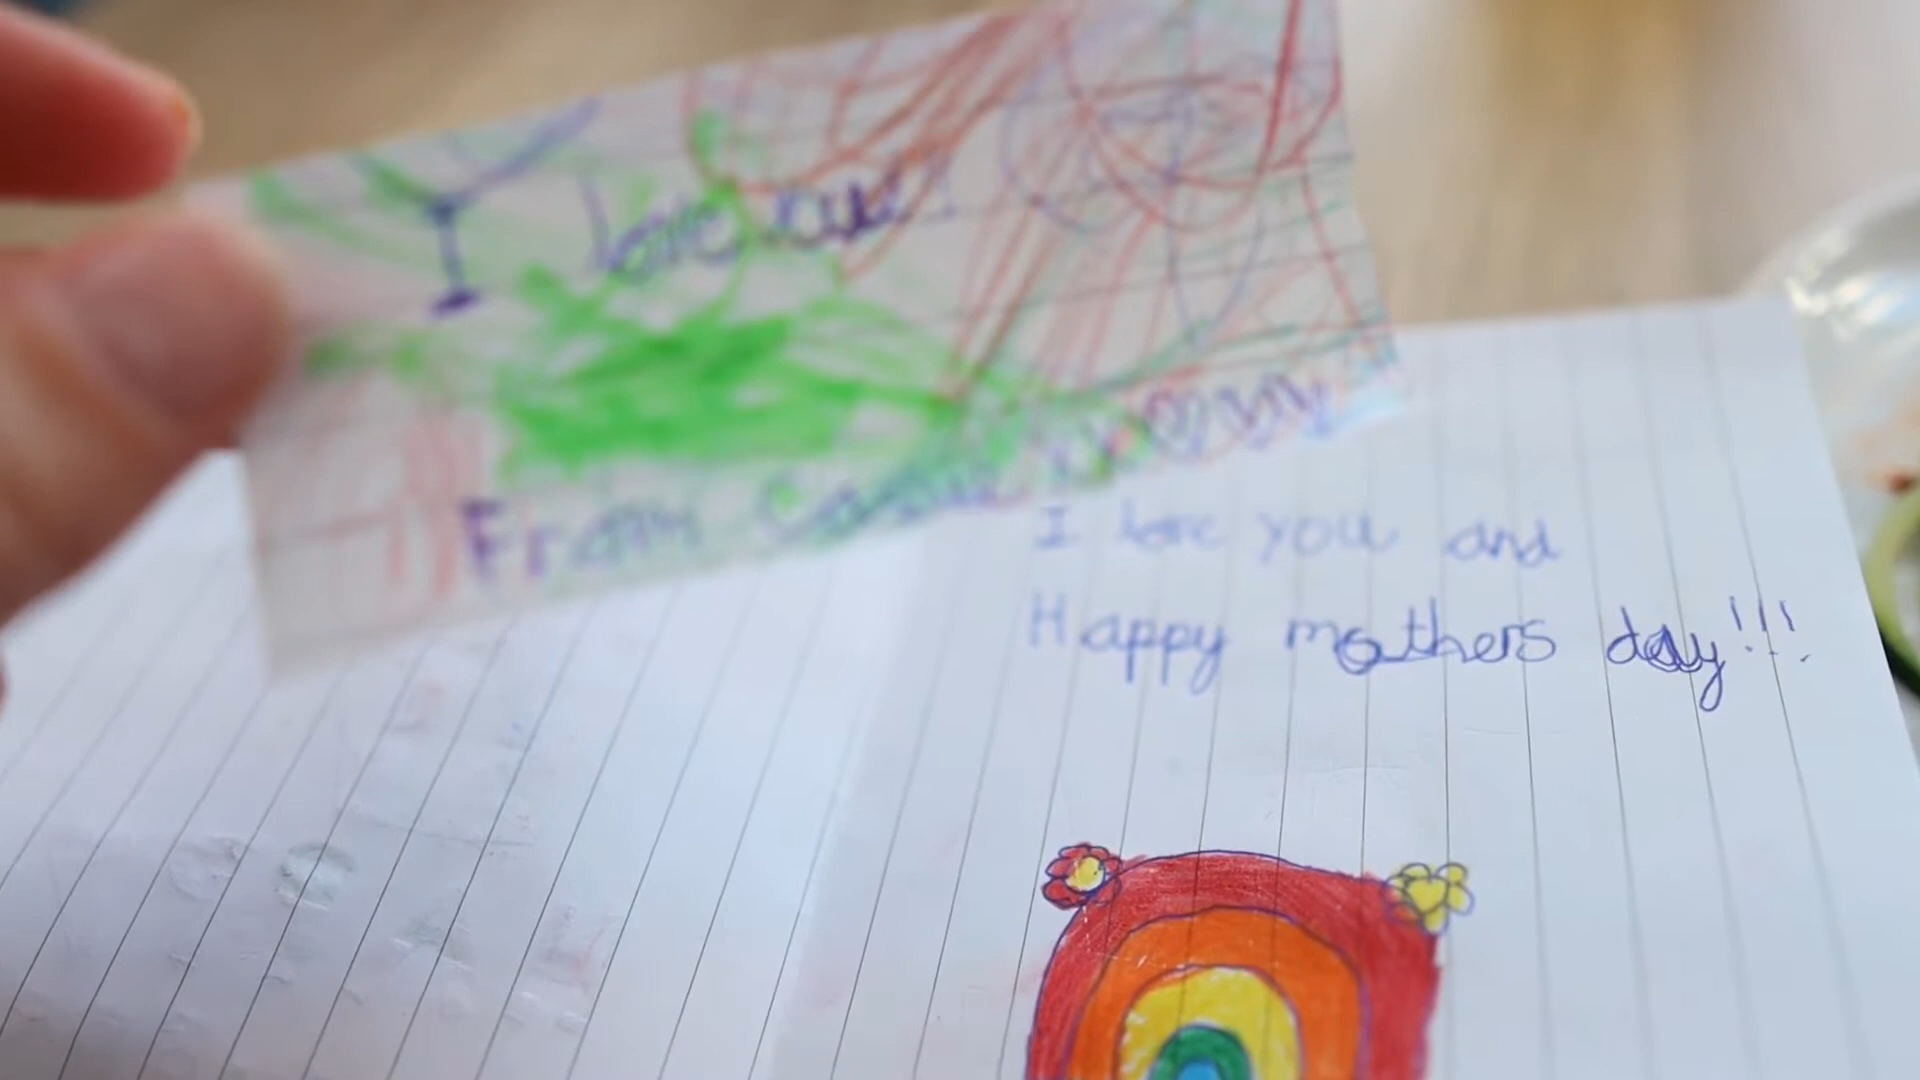 I love you
From
I love you and
Happy mothers day!!!